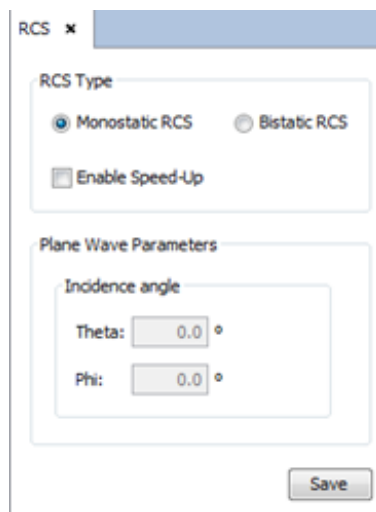 RCS
RCS Type
Monostatic RCS Bistatic RCS
Enable Speed-Up
Plane Wave Parameters
Incidence angle
Theta: 0.0 º
Phi: 0.0 º
Save